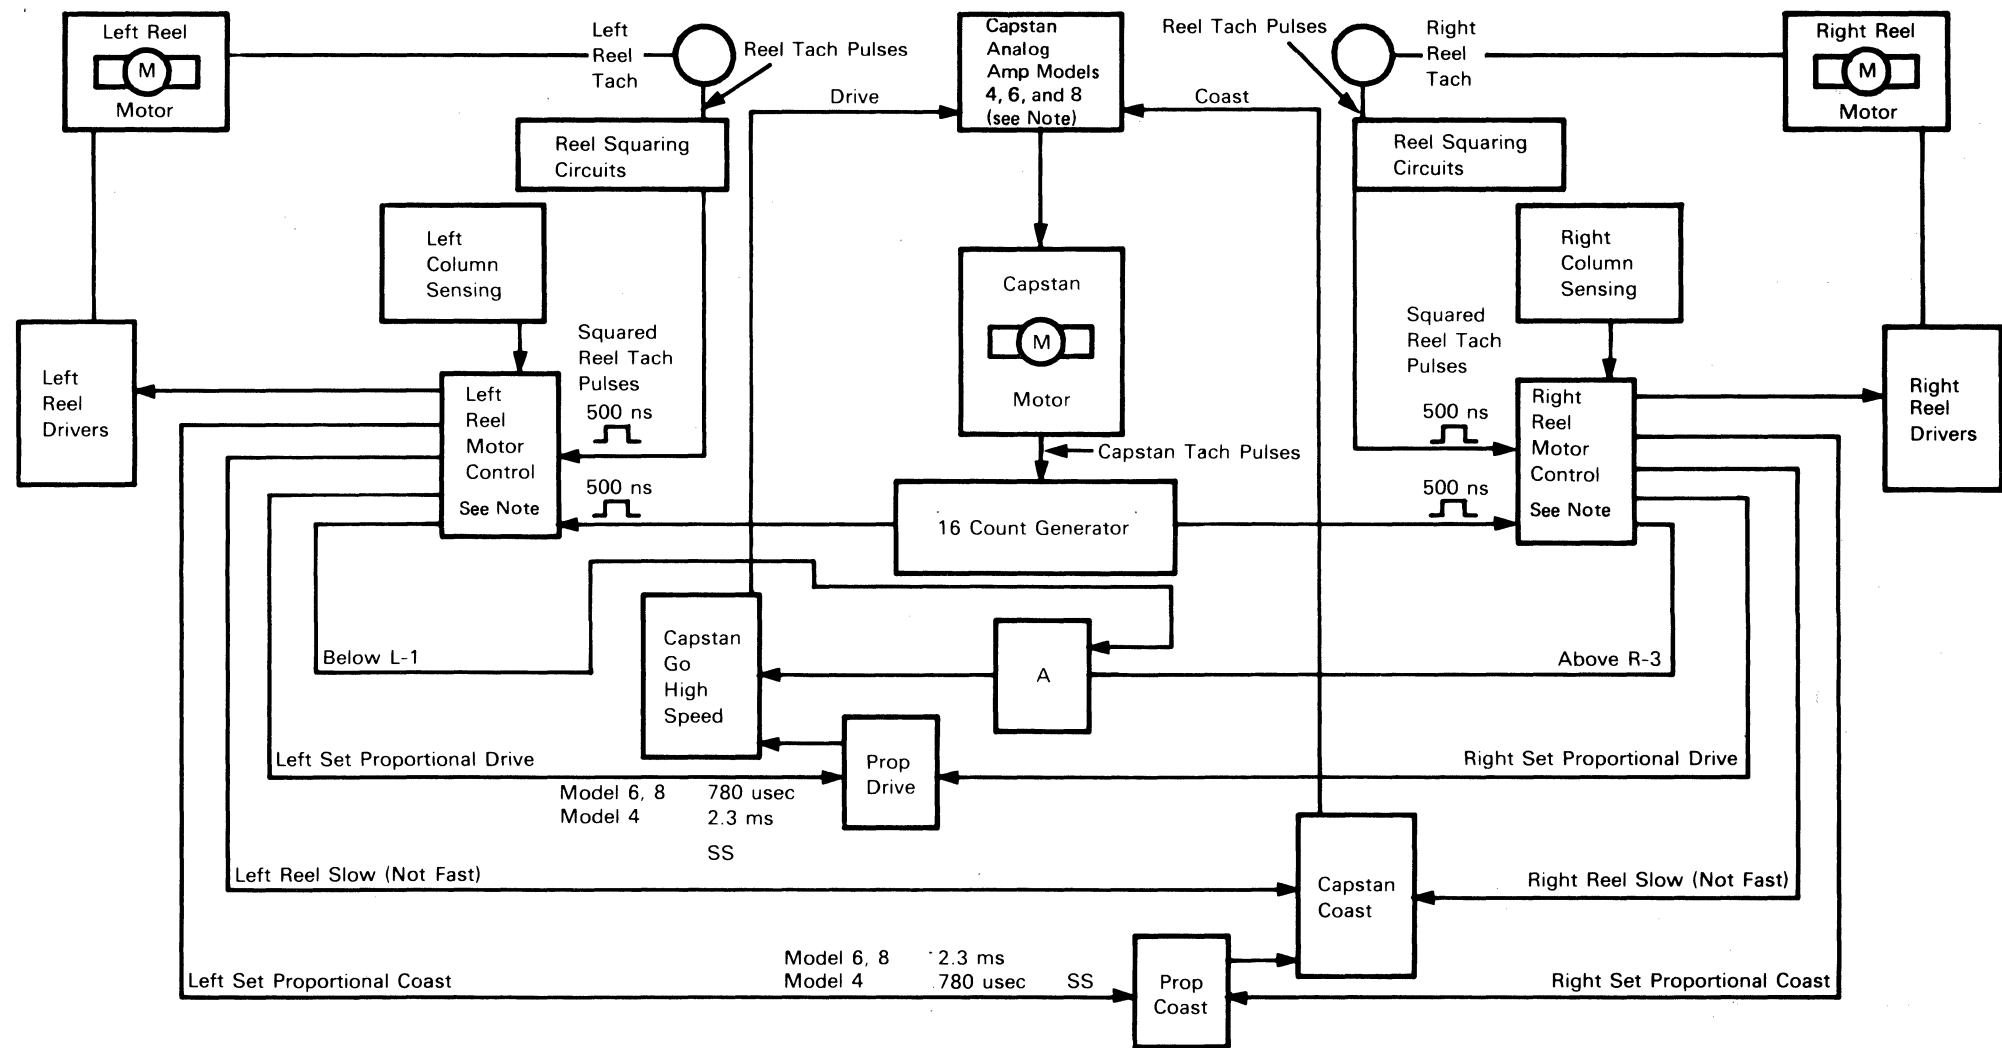 Left Reel
M
Motor
Left
Reel
Tach
Reel Tach Pulses
Capstan
Analog
Amp Models
4, 6, and 8
(see Note)
Reel Tach Pulses
Right
Reel
Tach
Right Reel
M
Motor
Drive
Coast
Reel Squaring
Circuits
Reel Squaring
Circuits
Left
Column
Sensing
Right
Column
Sensing
Capstan
M
Motor
Squared
Reel Tach
Pulses
500 ns
Squared
Reel Tach
Pulses
500 ns
Left
Reel
Drivers
Left
Reel
Motor
Control
See Note
Right
Reel
Motor
Control
See Note
Right
Reel
Drivers
Capstan Tach Pulses
500 ns
500 ns
16 Count Generator
Capstan
Go
High
Speed
A
Below L-1
Above R-3
Left Set Proportional Drive
Prop
Drive
Right Set Proportional Drive
Model 6, 8 780 usec
Model 4 2.3 ms
SS
Left Reel Slow (Not Fast)
Capstan
Coast
Right Reel Slow (Not Fast)
Model 6, 8 2.3 ms
Left Set Proportional Coast
Model 4 780 usec SS
Prop
Coast
Right Set Proportional Coast